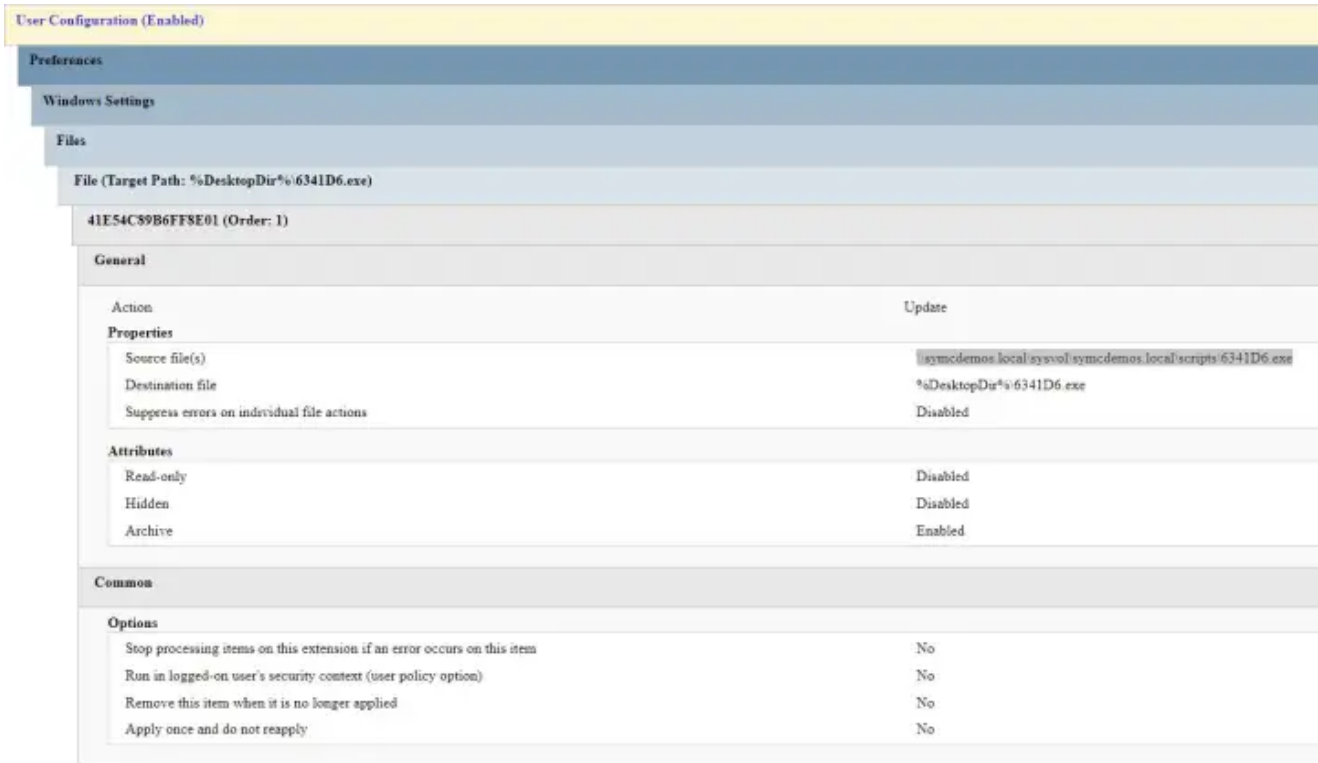 User Configuration (Enabled)
Preferences
Windows Settings
Files
File (Target Path: %DesktopDir%\6341D6.exe)
41E54C89B6FF8E01 (Order: 1)
General
Action Update
Properties
Source file(s) \\symcdemos.local\sysvol\symcdemos.local\scripts\6341D6.exe
Destination file %DesktopDir%\6341D6.exe
Suppress errors on individual file actions Disabled
Attributes
Read-only Disabled
Hidden Disabled
Archive Enabled
Common
Options
Stop processing items on this extension if an error occurs on this item No
Run in logged-on user's security context (user policy option) No
Remove this item when it is no longer applied No
Apply once and do not reapply No